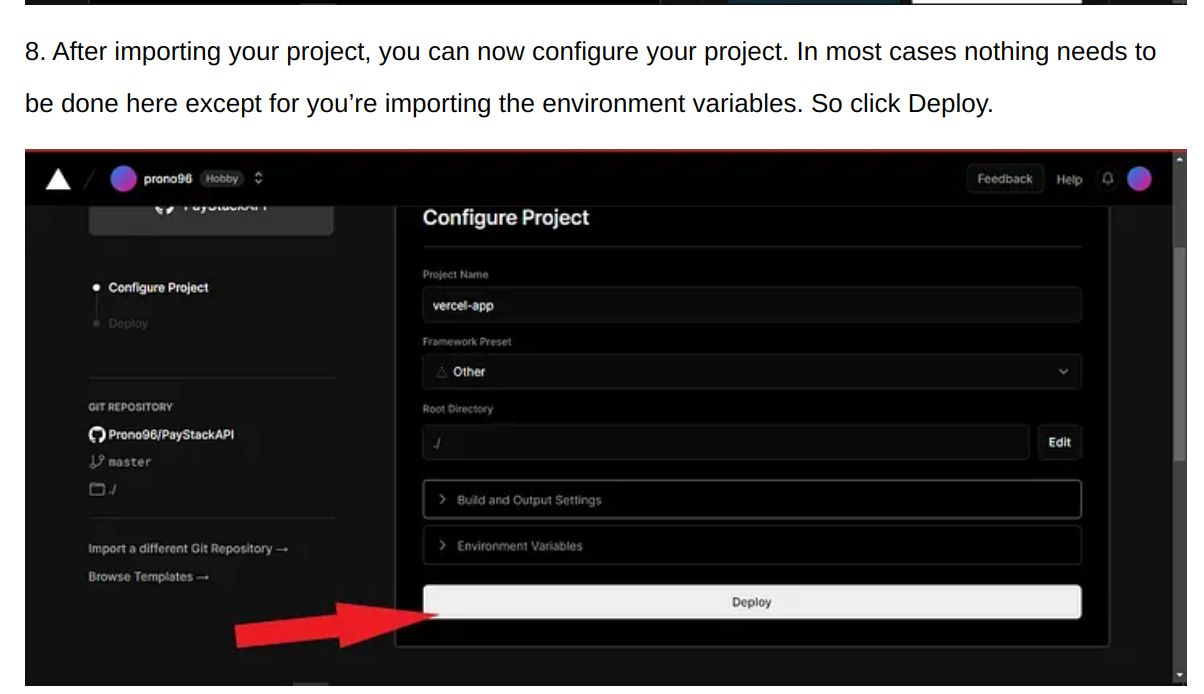 8. After importing your project, you can now configure your project. In most cases nothing needs to
be done here except for you’re importing the environment variables. So click Deploy.
prono96 Hobby
Feedback Help
PayStackAPI
Configure Project
Configure Project
Deploy
GIT REPOSITORY
Prono96/PayStackAPI
master
./
Import a different Git Repository →
Browse Templates →
Project Name
vercel-app
Framework Preset
Other
Root Directory
./
Edit
Build and Output Settings
Environment Variables
Deploy